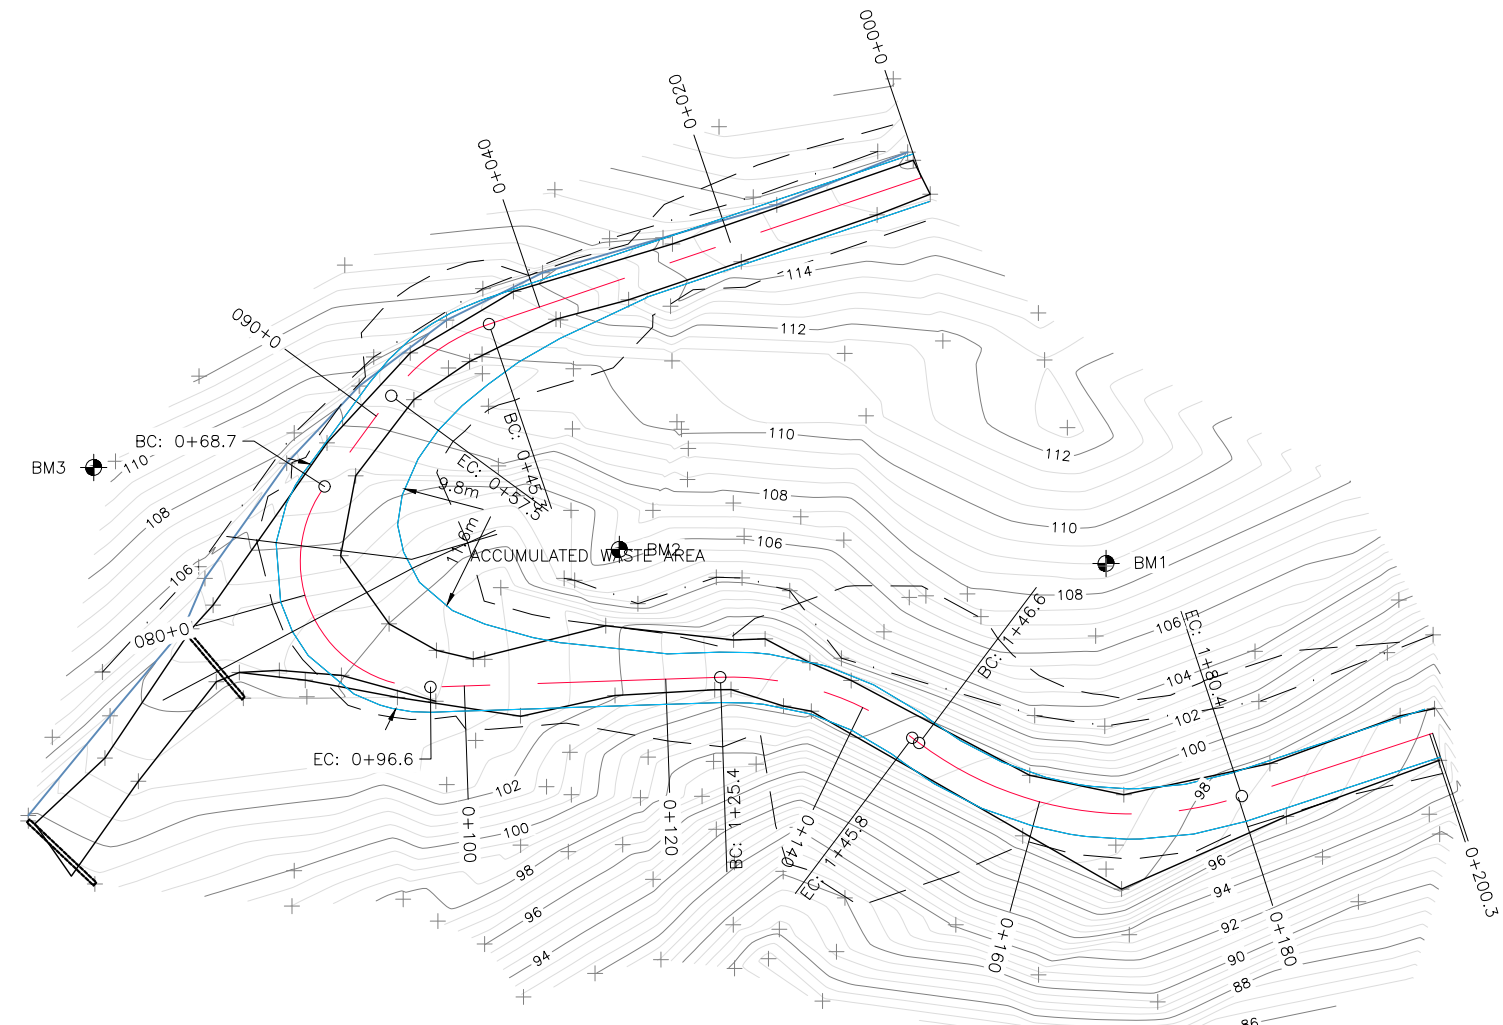 0+000
0+020
0+040
0+060
114
112
BC: 0+68.7
BM3
110
110
112
BC: 0+45.3
EC: 0+57.5
9.8m
108
108
110
11.6m
106
ACCUMULATED WASTE AREA
BM2
BM1
106
108
0+080
BC: 1+46.6
EC: 1+80.4
106
104
102
100
EC: 0+96.6
102
98
100
0+100
0+120
BC: 1+25.4
0+140
EC: 1+45.8
98
96
94
96
94
92
90
88
86
0+160
0+180
0+200.3